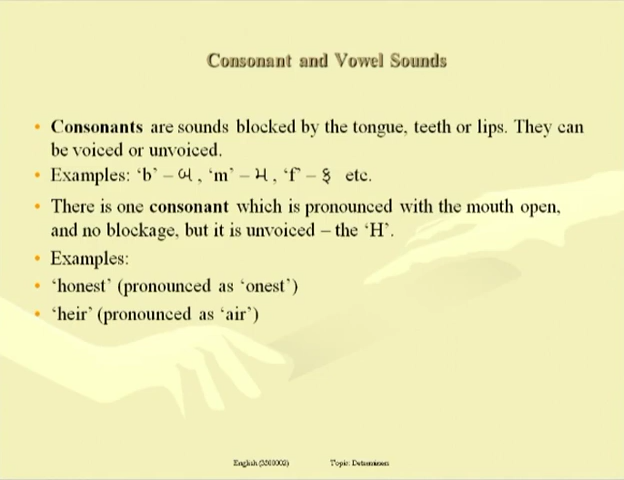 Consonant and Vowel Sounds
• Consonants are sounds blocked by the tongue, teeth or lips. They can
be voiced or unvoiced.
• Examples: ‘b’ – બ , ‘m’ – મ , ‘f’ – ફ etc.
• There is one consonant which is pronounced with the mouth open,
and no blockage, but it is unvoiced – the ‘H’.
• Examples:
• ‘honest’ (pronounced as ‘onest’)
• ‘heir’ (pronounced as ‘air’)
English (3300002) Topic: Determiners